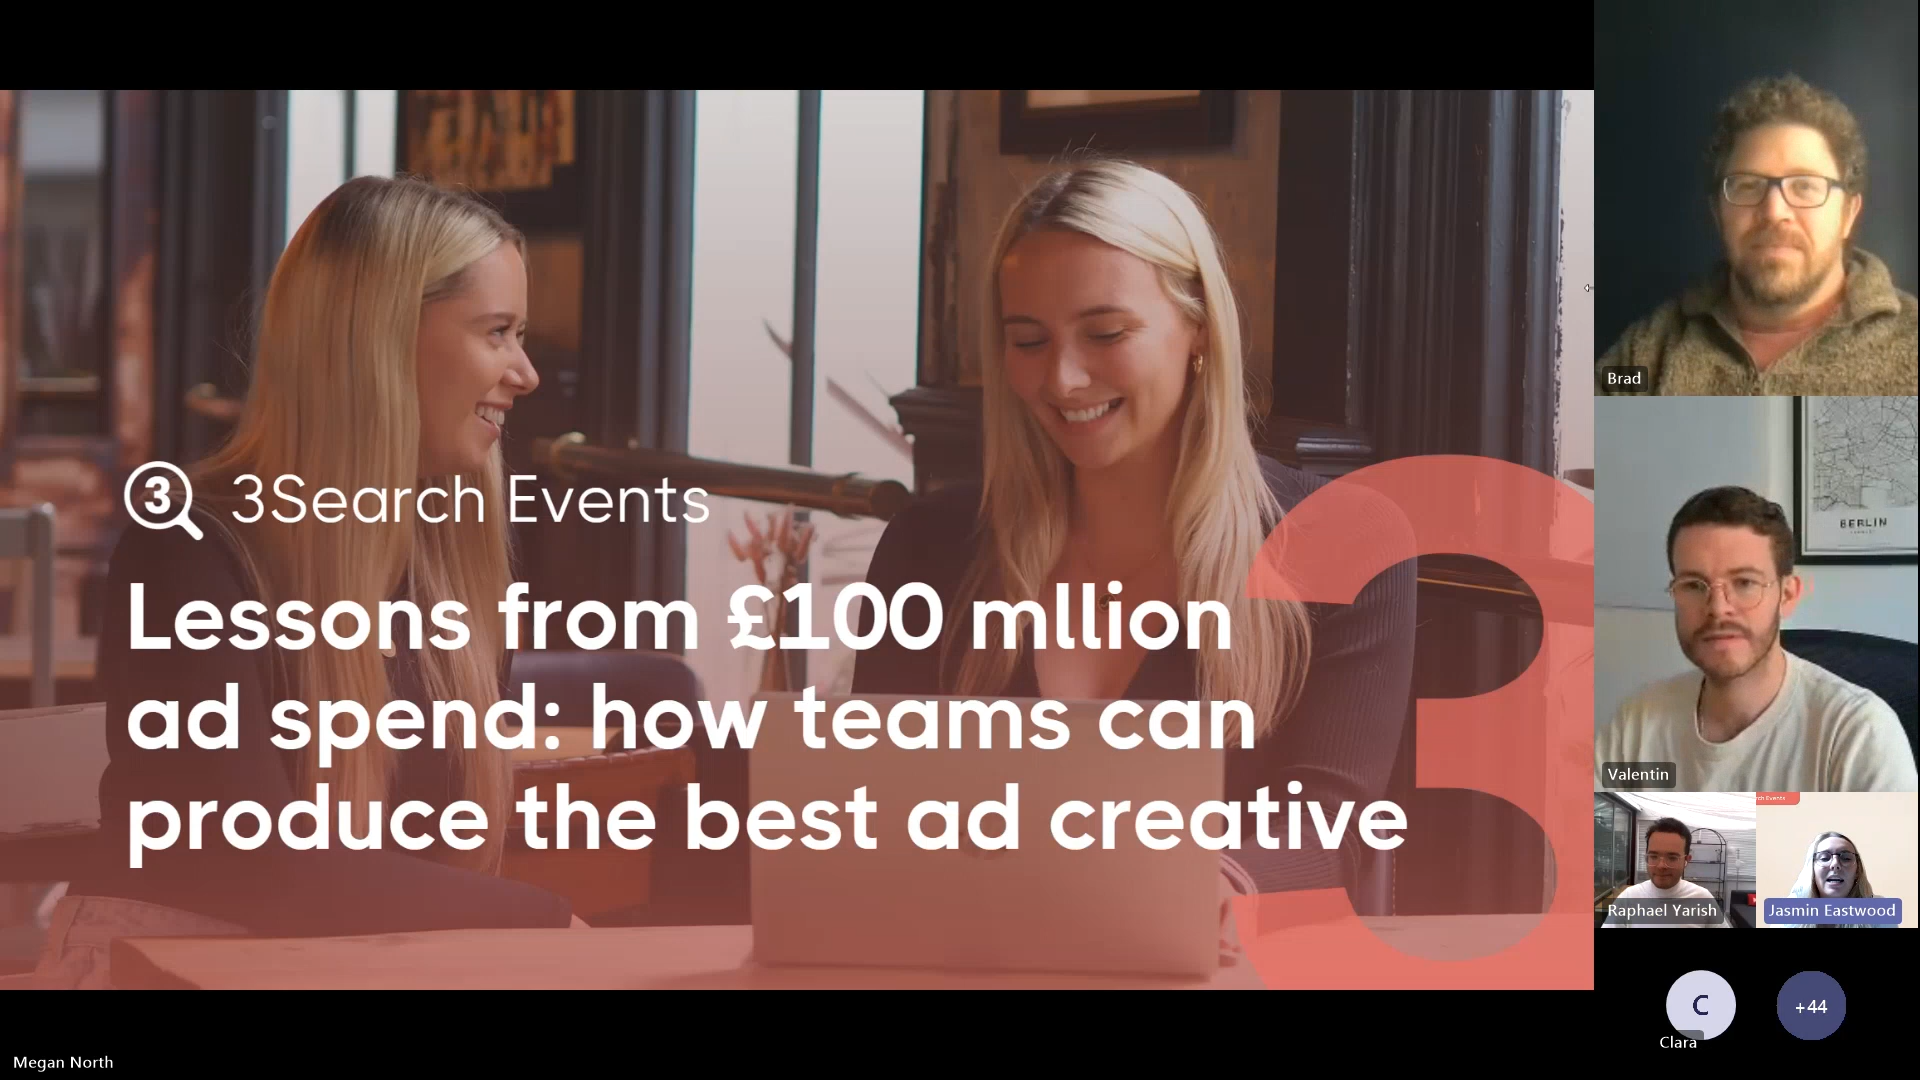 3
3Search Events
Lessons from £100 mllion
ad spend: how teams can
produce the best ad creative
Megan North
Brad
BERLIN
Valentin
Raphael Yarish
Jasmin Eastwood
C
Clara
+44